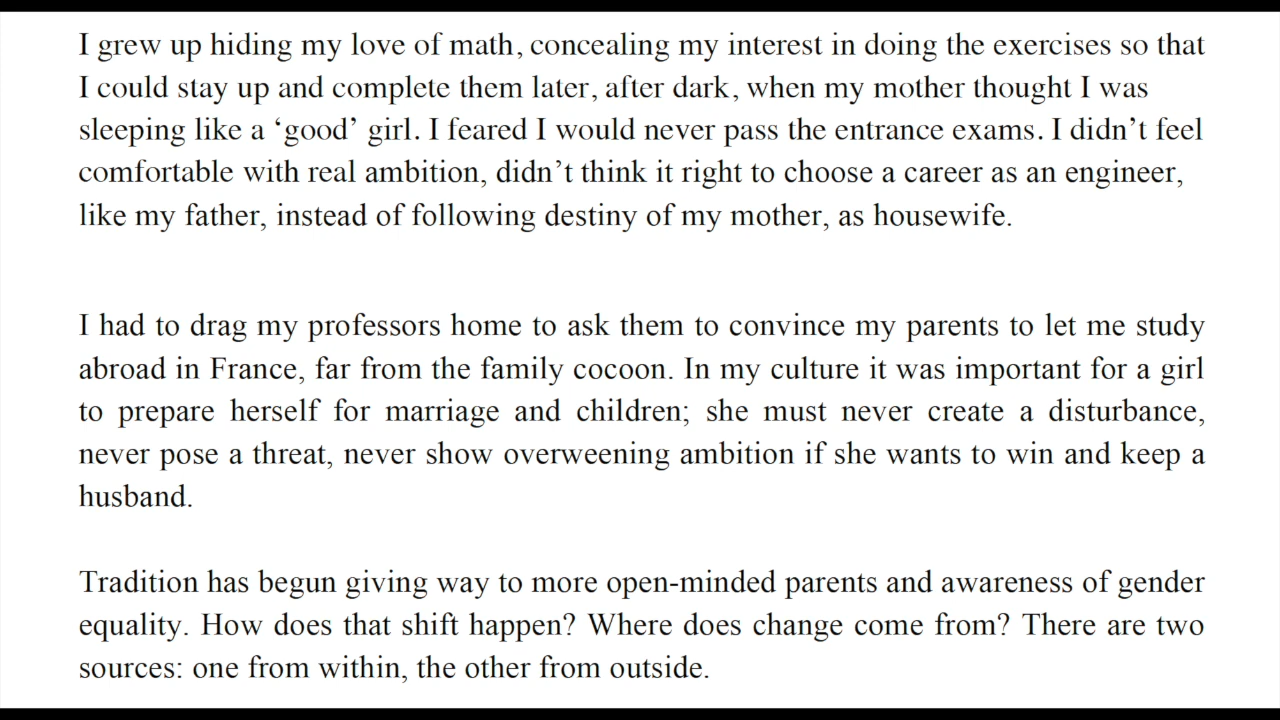 I grew up hiding my love of math, concealing my interest in doing the exercises so that
I could stay up and complete them later, after dark, when my mother thought I was
sleeping like a ‘good’ girl. I feared I would never pass the entrance exams. I didn’t feel
comfortable with real ambition, didn’t think it right to choose a career as an engineer,
like my father, instead of following destiny of my mother, as housewife.
I had to drag my professors home to ask them to convince my parents to let me study
abroad in France, far from the family cocoon. In my culture it was important for a girl
to prepare herself for marriage and children; she must never create a disturbance,
never pose a threat, never show overweening ambition if she wants to win and keep a
husband.
Tradition has begun giving way to more open-minded parents and awareness of gender
equality. How does that shift happen? Where does change come from? There are two
sources: one from within, the other from outside.